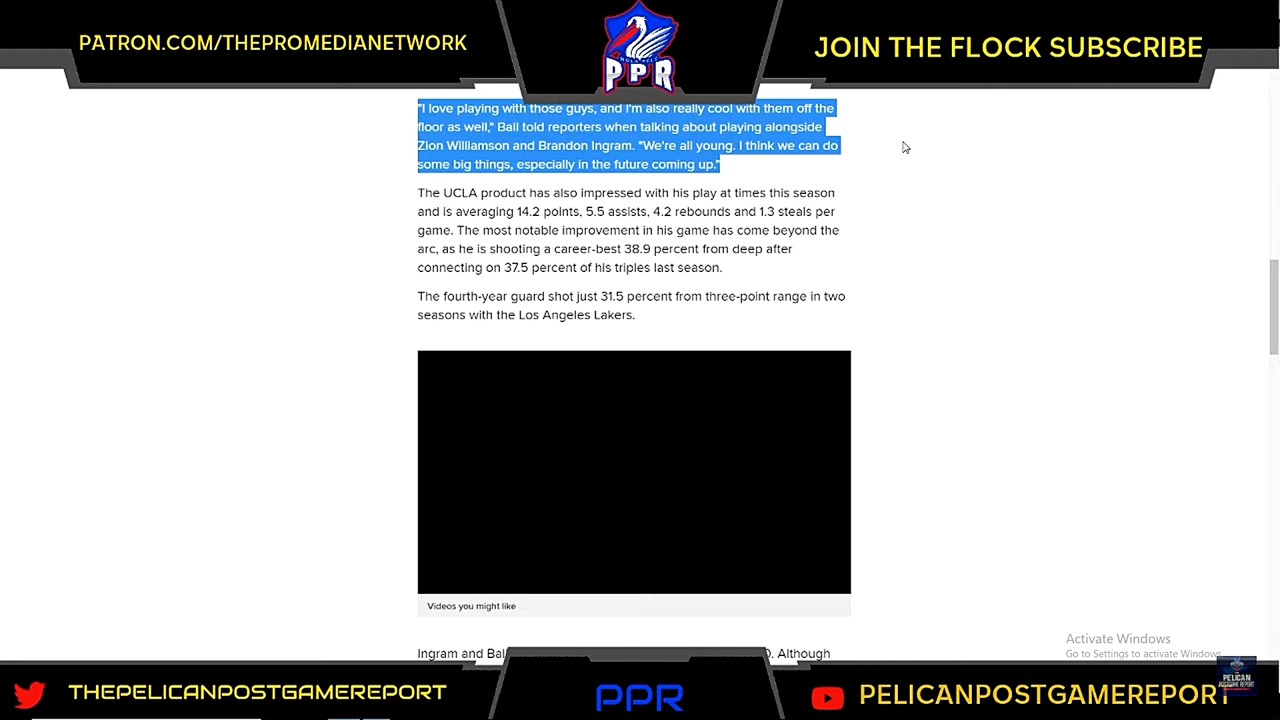 PATRON.COM/THEPROMEDIANETWORK
PPR
JOIN THE FLOCK SUBSCRIBE
"I love playing with those guys, and I'm also really cool with them off the
floor as well," Ball told reporters when talking about playing alongside
Zion Williamson and Brandon Ingram. "We're all young. I think we can do
some big things, especially in the future coming up."
The UCLA product has also impressed with his play at times this season
and is averaging 14.2 points, 5.5 assists, 4.2 rebounds and 1.3 steals per
game. The most notable improvement in his game has come beyond the
arc, as he is shooting a career-best 38.9 percent from deep after
connecting on 37.5 percent of his triples last season.
The fourth-year guard shot just 31.5 percent from three-point range in two
seasons with the Los Angeles Lakers.
Videos you might like
Ingram and Ball
Although
Activate Windows
Go to Settings to activate Windows.
THEPELICANPOSTGAMEREPORT
PPR
PELICANPOSTGAMEREPORT
PELICAN
POSTGAME REPORT